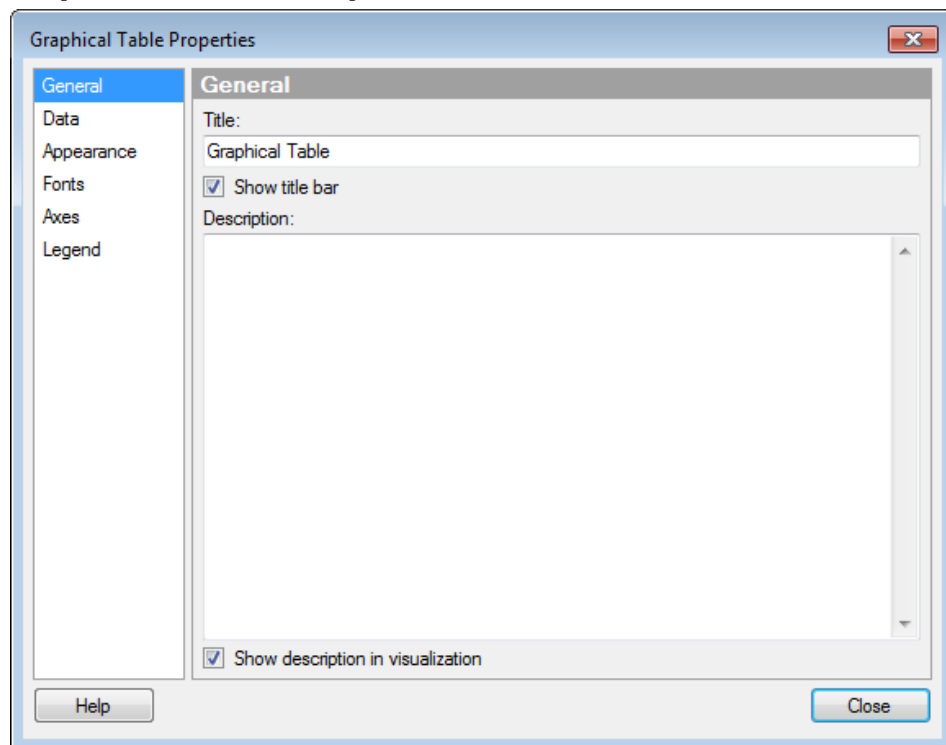 Graphical Table Properties
General
Data
Appearance
Fonts
Axes
Legend
General
Title:
Graphical Table
Show title bar
Description:
Show description in visualization
Help
Close